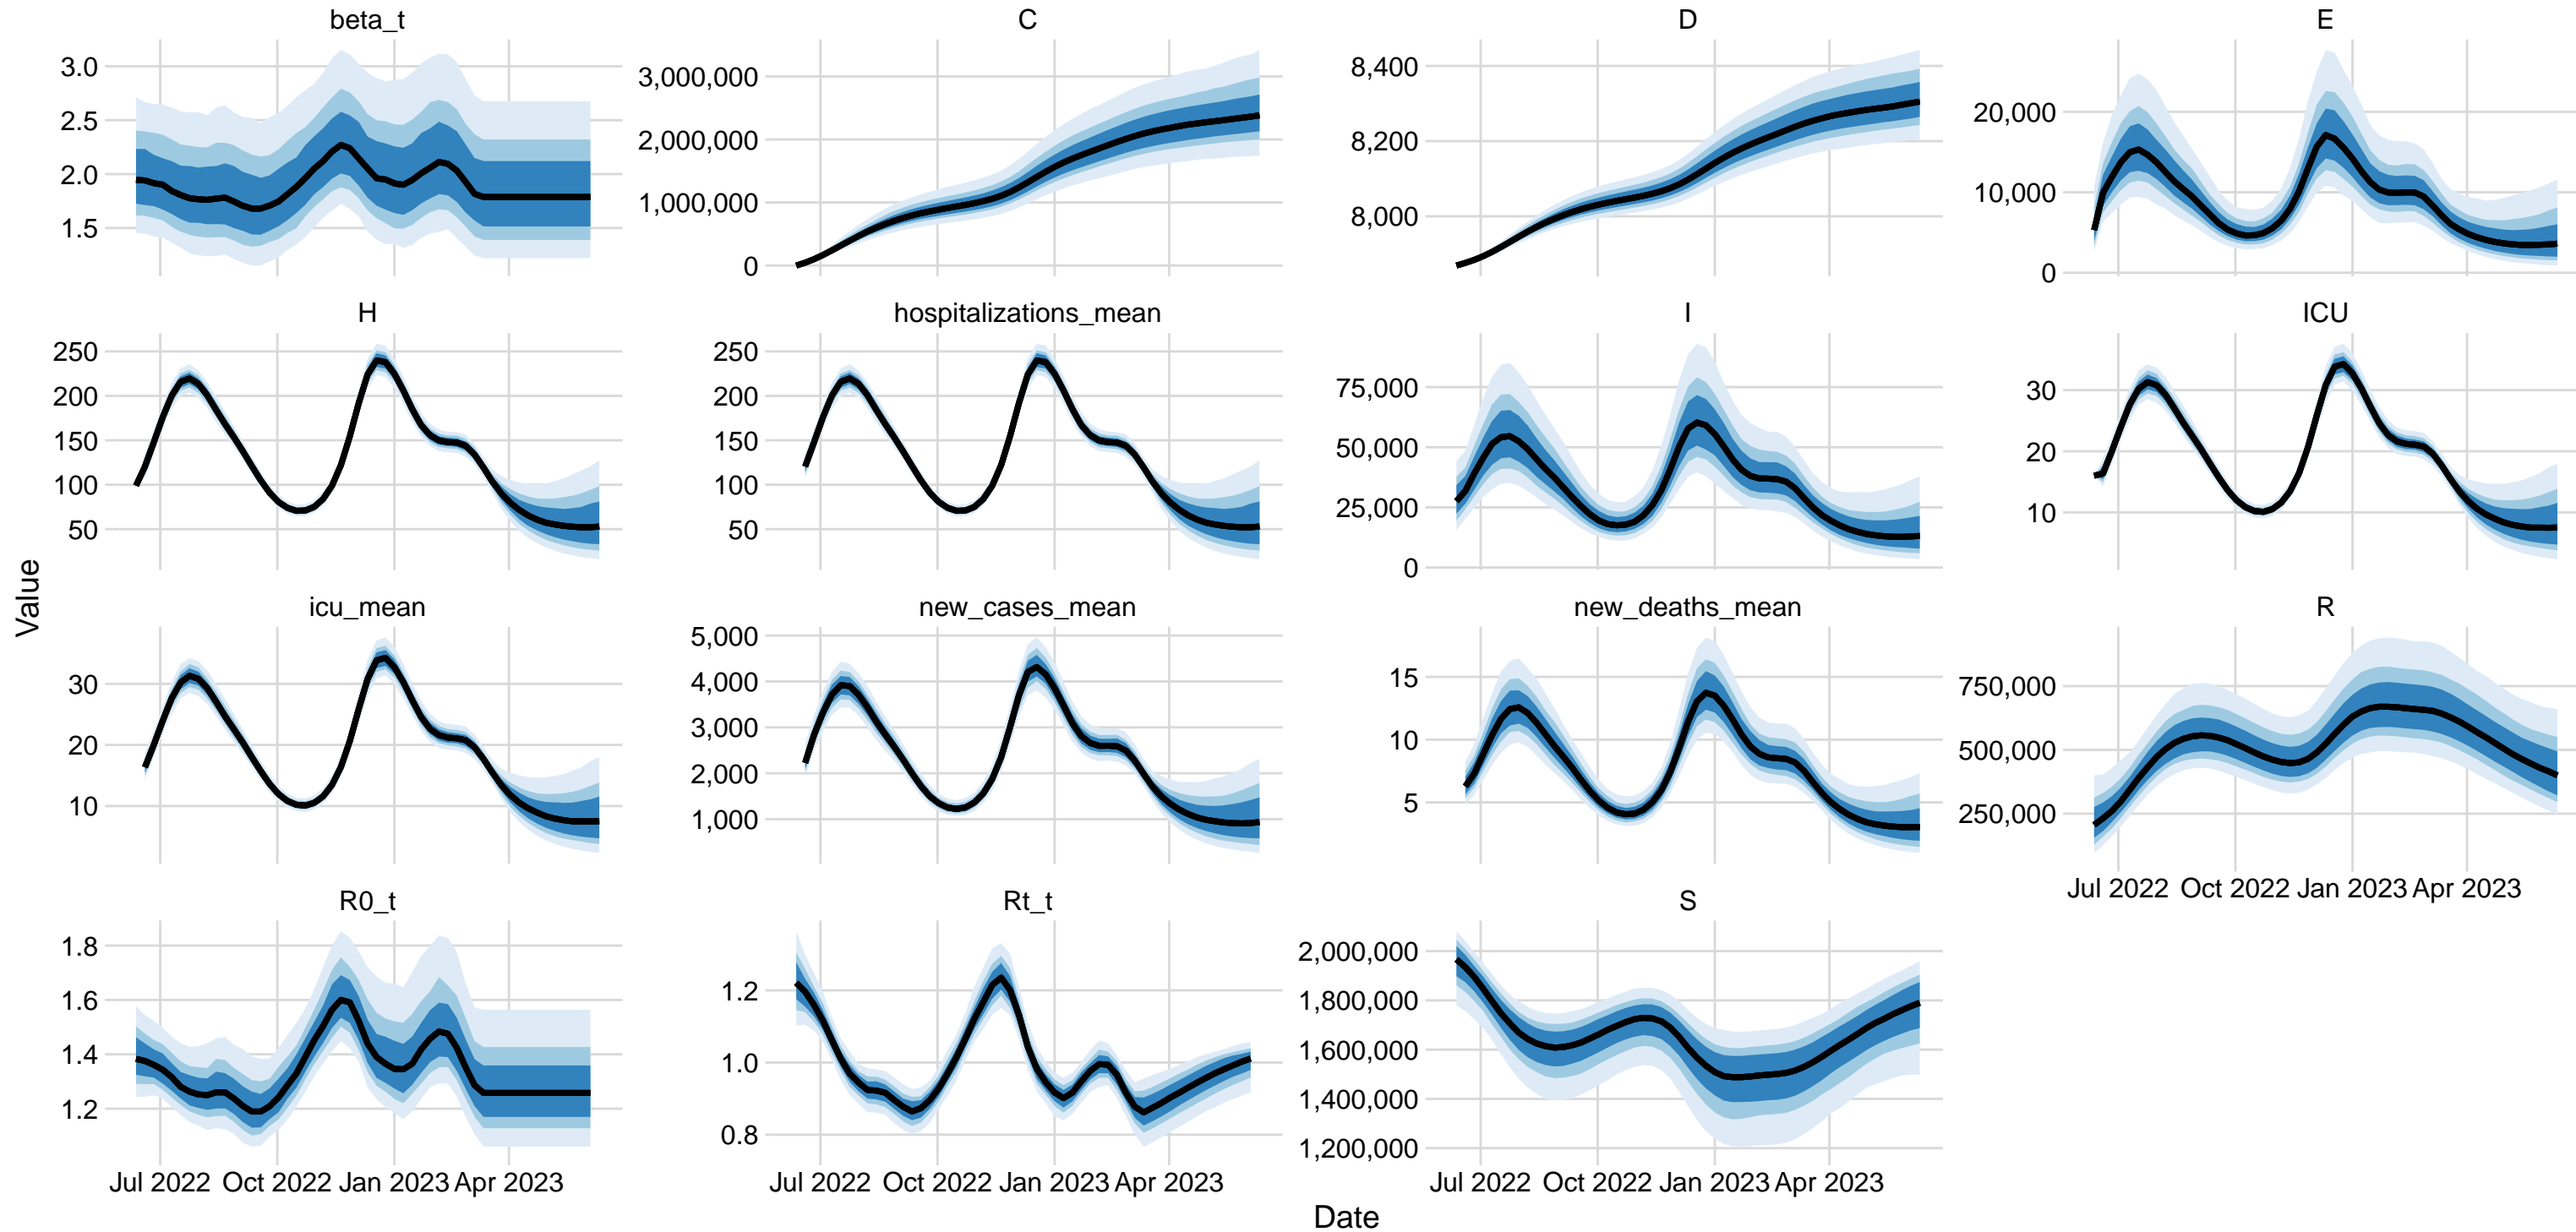 beta_t
C
D
E
3.0
2.5
2.0
1.5
3,000,000
2,000,000
1,000,000
0
8,400
8,200
8,000
20,000
10,000
0
H
hospitalizations_mean
I
ICU
250
200
150
100
50
250
200
150
100
50
75,000
50,000
25,000
0
30
20
10
Value
icu_mean
new_cases_mean
new_deaths_mean
R
30
20
10
5,000
4,000
3,000
2,000
1,000
15
10
5
750,000
500,000
250,000
Jul 2022 Oct 2022 Jan 2023 Apr 2023
R0_t
Rt_t
S
1.8
1.6
1.4
1.2
1.2
1.0
0.8
2,000,000
1,800,000
1,600,000
1,400,000
1,200,000
Jul 2022 Oct 2022 Jan 2023 Apr 2023
Jul 2022 Oct 2022 Jan 2023 Apr 2023
Jul 2022 Oct 2022 Jan 2023 Apr 2023
Date